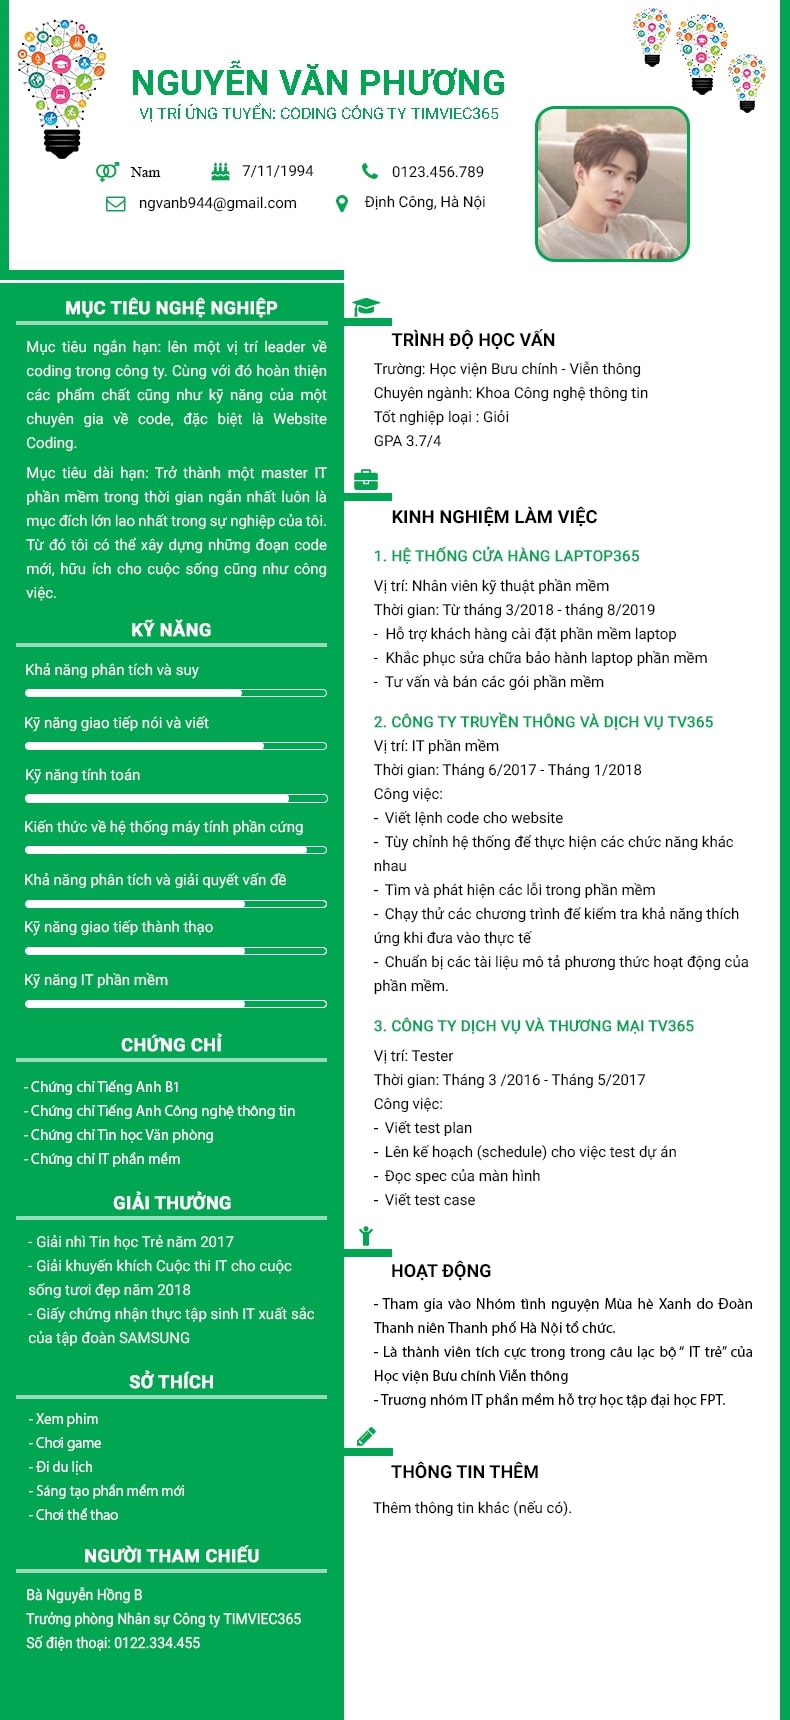 NGUYỄN VĂN PHƯƠNG
VỊ TRÍ ỨNG TUYỂN: CODING CÔNG TY TIMVIEC365
Nam
7/11/1994
0123.456.789
ngvanb944@gmail.com
Định Công, Hà Nội
MỤC TIÊU NGHỆ NGHIỆP
Mục tiêu ngắn hạn: lên một vị trí leader về
coding trong công ty. Cùng với đó hoàn thiện
các phẩm chất cũng như kỹ năng của một
chuyên gia về code, đặc biệt là Website
Coding.
Mục tiêu dài hạn: Trở thành một master IT
phần mềm trong thời gian ngắn nhất luôn là
mục đích lớn lao nhất trong sự nghiệp của tôi.
Từ đó tôi có thể xây dựng những đoạn code
mới, hữu ích cho cuộc sống cũng như công
việc.
KỸ NĂNG
Khả năng phân tích và suy
Kỹ năng giao tiếp nói và viết
Kỹ năng tính toán
Kiến thức về hệ thống máy tính phần cứng
Khả năng phân tích và giải quyết vấn đề
Kỹ năng giao tiếp thành thạo
Kỹ năng IT phần mềm
CHỨNG CHỈ
- Chứng chỉ Tiếng Anh B1
- Chứng chỉ Tiếng Anh Công nghệ thông tin
- Chứng chỉ Tin học Văn phòng
- Chứng chỉ IT phần mềm
GIẢI THƯỞNG
- Giải nhì Tin học Trẻ năm 2017
- Giải khuyến khích Cuộc thi IT cho cuộc
sống tươi đẹp năm 2018
- Giấy chứng nhận thực tập sinh IT xuất sắc
của tập đoàn SAMSUNG
SỞ THÍCH
- Xem phim
- Chơi game
- Đi du lịch
- Sáng tạo phần mềm mới
- Chơi thể thao
NGƯỜI THAM CHIẾU
Bà Nguyễn Hồng B
Trưởng phòng Nhân sự Công ty TIMVIEC365
Số điện thoại: 0122.334.455
TRÌNH ĐỘ HỌC VẤN
Trường: Học viện Bưu chính - Viễn thông
Chuyên ngành: Khoa Công nghệ thông tin
Tốt nghiệp loại : Giỏi
GPA 3.7/4
KINH NGHIỆM LÀM VIỆC
1. HỆ THỐNG CỬA HÀNG LAPTOP365
Vị trí: Nhân viên kỹ thuật phần mềm
Thời gian: Từ tháng 3/2018 - tháng 8/2019
- Hỗ trợ khách hàng cài đặt phần mềm laptop
- Khắc phục sửa chữa bảo hành laptop phần mềm
- Tư vấn và bán các gói phần mềm
2. CÔNG TY TRUYỀN THÔNG VÀ DỊCH VỤ TV365
Vị trí: IT phần mềm
Thời gian: Tháng 6/2017 - Tháng 1/2018
Công việc:
- Viết lệnh code cho website
- Tùy chỉnh hệ thống để thực hiện các chức năng khác
nhau
- Tìm và phát hiện các lỗi trong phần mềm
- Chạy thử các chương trình để kiểm tra khả năng thích
ứng khi đưa vào thực tế
- Chuẩn bị các tài liệu mô tả phương thức hoạt động của
phần mềm.
3. CÔNG TY DỊCH VỤ VÀ THƯƠNG MẠI TV365
Vị trí: Tester
Thời gian: Tháng 3 /2016 - Tháng 5/2017
Công việc:
- Viết test plan
- Lên kế hoạch (schedule) cho việc test dự án
- Đọc spec của màn hình
- Viết test case
HOẠT ĐỘNG
- Tham gia vào Nhóm tình nguyện Mùa hè Xanh do Đoàn
Thanh niên Thanh phố Hà Nội tổ chức.
- Là thành viên tích cực trong trong câu lạc bộ “ IT trẻ” của
Học viện Bưu chính Viễn thông
- Truơng nhóm IT phần mềm hỗ trợ học tập đại học FPT.
THÔNG TIN THÊM
Thêm thông tin khác (nếu có).